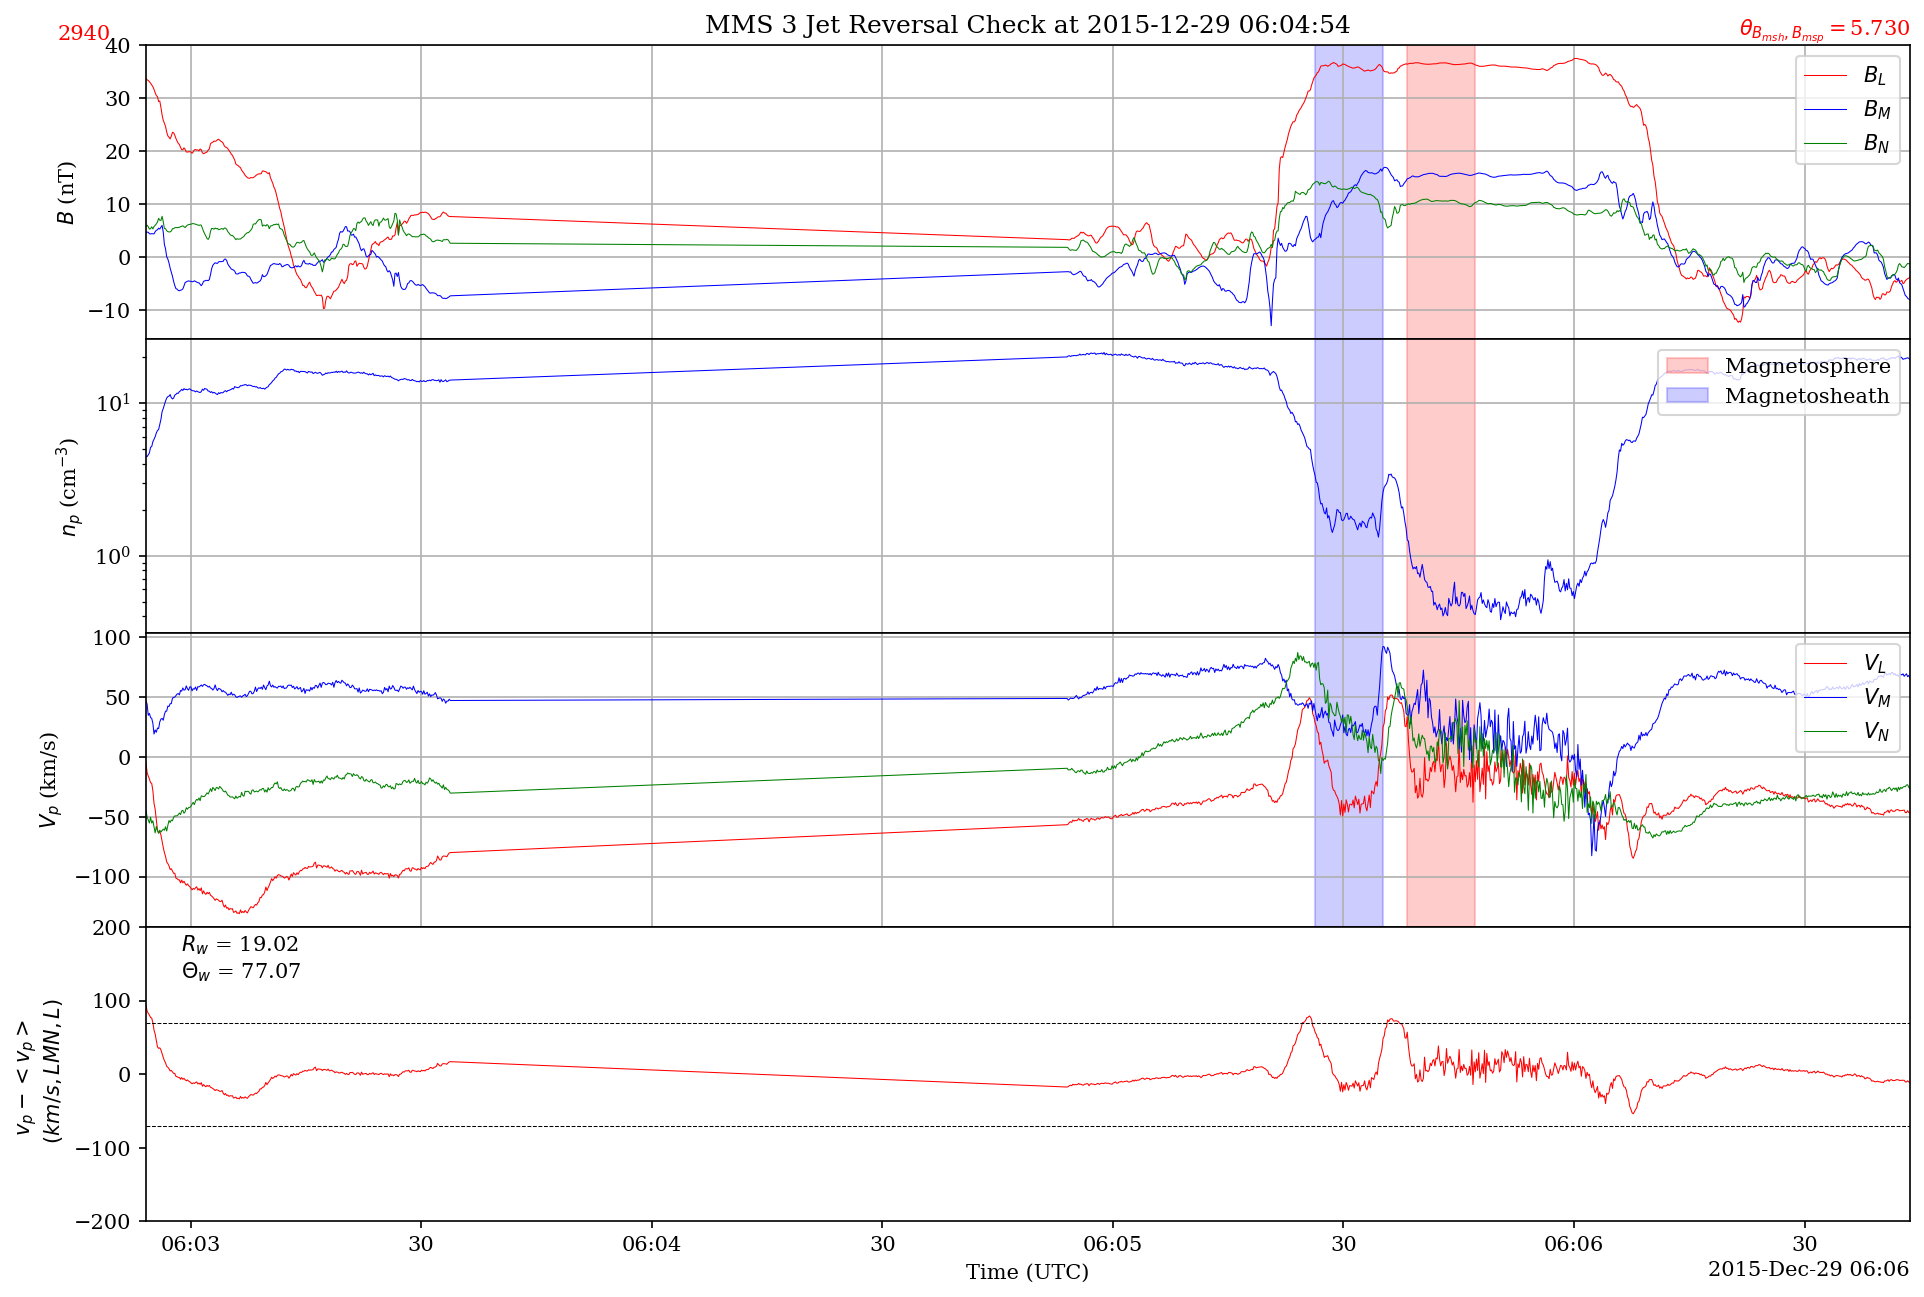 MMS 3 Jet Reversal Check at 2015-12-29 06:04:54
2940
θ_{B_{msh}, B_{msp}} = 5.730
40
30
20
10
0
−10
B (nT)
B_L
B_M
B_N
10^1
10^0
n_p (cm^{−3})
Magnetosphere
Magnetosheath
100
50
0
−50
−100
V_p (km/s)
V_L
V_M
V_N
200
100
0
−100
−200
v_p − < v_p >
(km/s, LMN, L)
R_w = 19.02
Θ_w = 77.07
06:03 30 06:04 30 06:05 30 06:06 30
Time (UTC)
2015-Dec-29 06:06